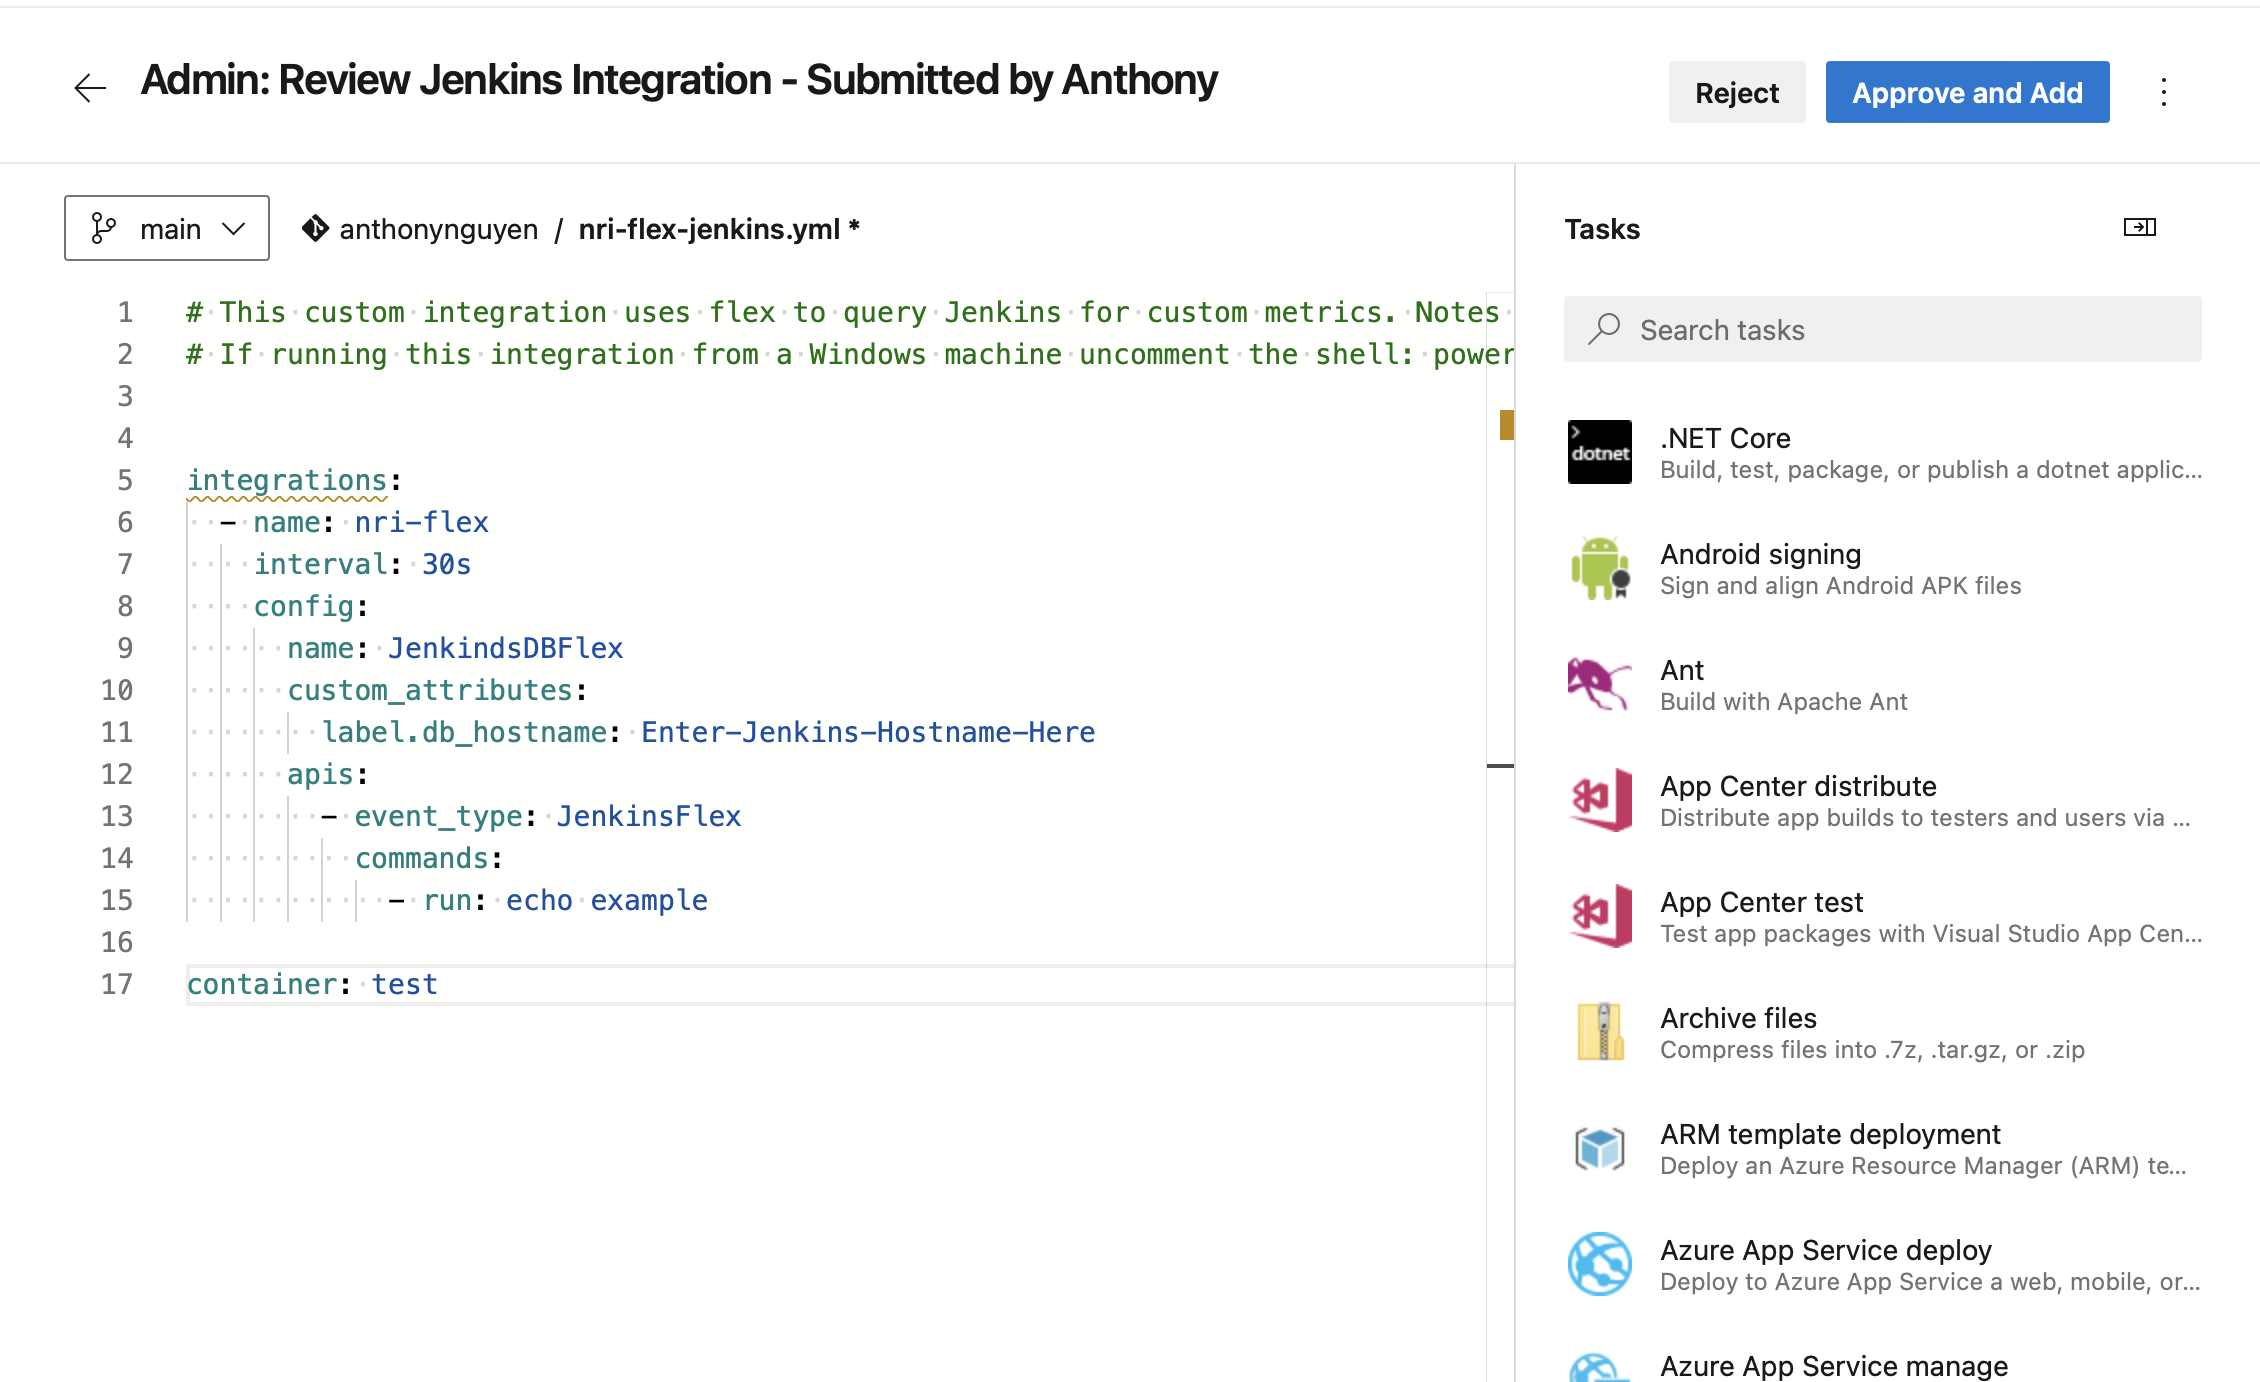 Admin: Review Jenkins Integration - Submitted by Anthony
Reject
Approve and Add
main
anthonynguyen / nri-flex-jenkins.yml *
1 # This custom integration uses flex to query Jenkins for custom metrics. Notes
2 # If running this integration from a Windows machine uncomment the shell: power
3
4
5 integrations:
6 - name: nri-flex
7 interval: 30s
8 config:
9 name: JenkindsDBFlex
10 custom_attributes:
11 label.db_hostname: Enter-Jenkins-Hostname-Here
12 apis:
13 - event_type: JenkinsFlex
14 commands:
15 - run: echo example
16
17 container: test
Tasks
Search tasks
dotnet
.NET Core
Build, test, package, or publish a dotnet applic...
Android signing
Sign and align Android APK files
Ant
Build with Apache Ant
App Center distribute
Distribute app builds to testers and users via ...
App Center test
Test app packages with Visual Studio App Cen...
Archive files
Compress files into .7z, .tar.gz, or .zip
ARM template deployment
Deploy an Azure Resource Manager (ARM) te...
Azure App Service deploy
Deploy to Azure App Service a web, mobile, or...
Azure App Service manage